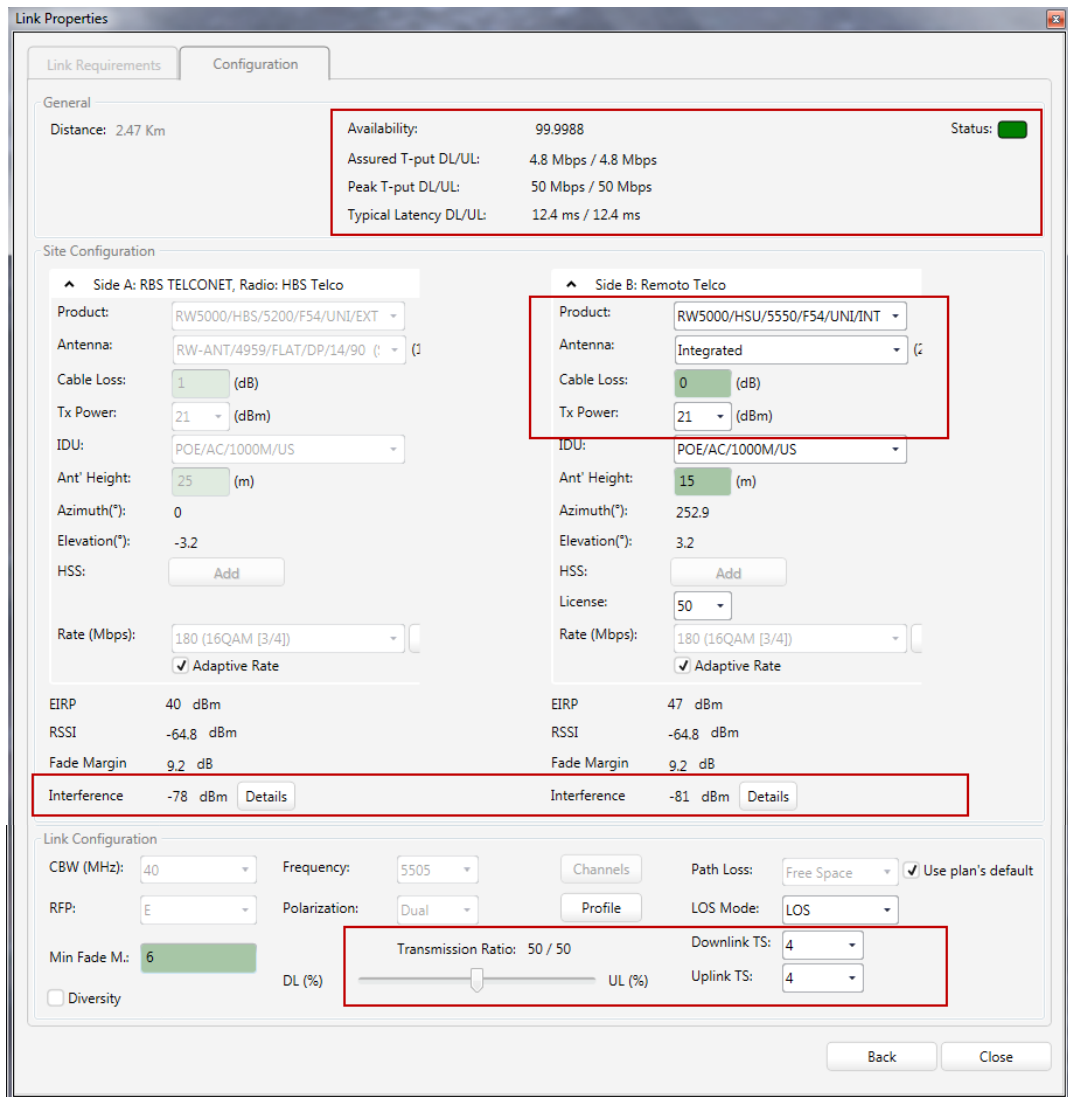 Link Properties
Link Requirements Configuration
General
Distance: 2.47 Km
Availability: 99.9988 Status:
Assured T-put DL/UL: 4.8 Mbps / 4.8 Mbps
Peak T-put DL/UL: 50 Mbps / 50 Mbps
Typical Latency DL/UL: 12.4 ms / 12.4 ms
Site Configuration
Side A: RBS TELCONET, Radio: HBS Telco Side B: Remoto Telco
Product: RW5000/HBS/5200/F54/UNI/EXT Product: RW5000/HSU/5550/F54/UNI/INT
Antenna: RW-ANT/4959/FLAT/DP/14/90 Antenna: Integrated
Cable Loss: 1 (dB) Cable Loss: 0 (dB)
Tx Power: 21 (dBm) Tx Power: 21 (dBm)
IDU: POE/AC/1000M/US IDU: POE/AC/1000M/US
Ant' Height: 25 (m) Ant' Height: 15 (m)
Azimuth(°): 0 Azimuth(°): 252.9
Elevation(°): -3.2 Elevation(°): 3.2
HSS: Add HSS: Add
License: 50
Rate (Mbps): 180 (16QAM [3/4]) Rate (Mbps): 180 (16QAM [3/4])
Adaptive Rate Adaptive Rate
EIRP 40 dBm EIRP 47 dBm
RSSI -64.8 dBm RSSI -64.8 dBm
Fade Margin 9.2 dB Fade Margin 9.2 dB
Interference -78 dBm Details Interference -81 dBm Details
Link Configuration
CBW (MHz): 40 Frequency: 5505 Channels Path Loss: Free Space Use plan's default
RFP: E Polarization: Dual Profile LOS Mode: LOS
Min Fade M.: 6 Transmission Ratio: 50 / 50 Downlink TS: 4
DL (%) UL (%) Uplink TS: 4
Diversity
Back Close